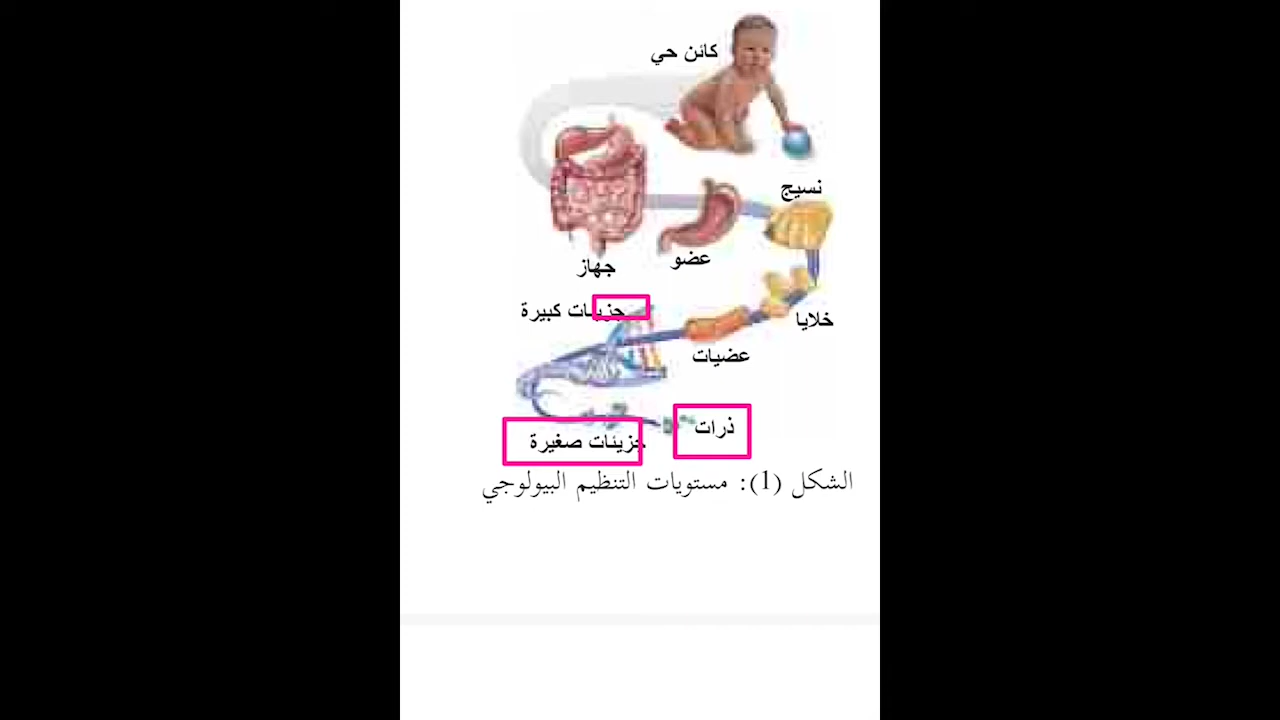 كائن حي
نسيج
عضو
جهاز
جزيئات كبيرة
خلايا
عضيات
ذرات
جزيئات صغيرة
الشكل (1): مستويات التنظيم البيولوجي